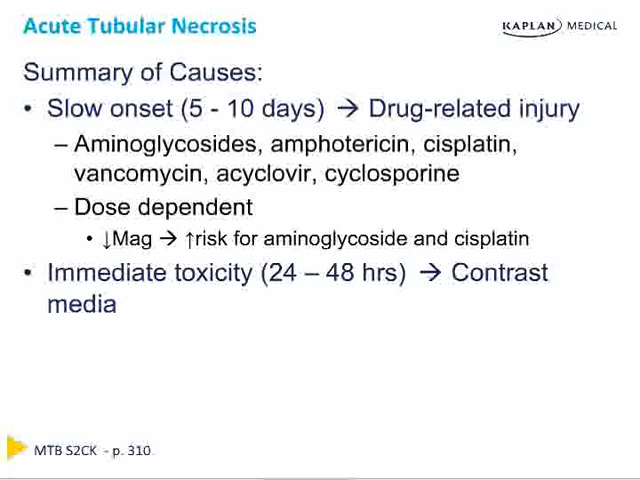 Acute Tubular Necrosis
KAPLAN MEDICAL
Summary of Causes:
• Slow onset (5 - 10 days) → Drug-related injury
– Aminoglycosides, amphotericin, cisplatin,
vancomycin, acyclovir, cyclosporine
– Dose dependent
• ↓Mag → ↑risk for aminoglycoside and cisplatin
• Immediate toxicity (24 – 48 hrs) → Contrast
media
MTB S2CK - p. 310